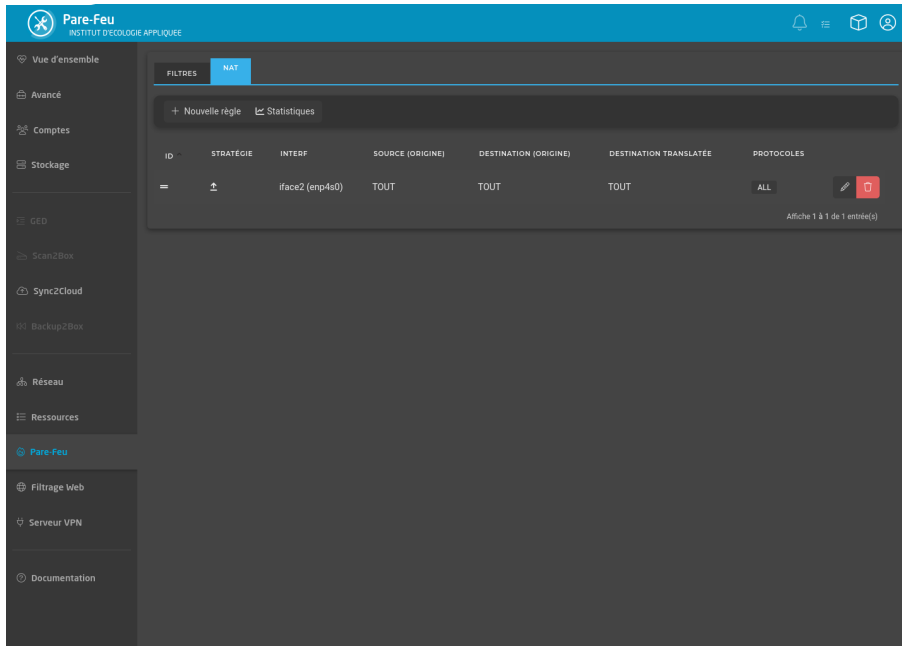 Pare-Feu
INSTITUT D'ECOLOGIE APPLIQUEE
Vue d'ensemble
Avancé
Comptes
Stockage
GED
Scan2Box
Sync2Cloud
Backup2Box
Réseau
Ressources
Pare-Feu
Filtrage Web
Serveur VPN
Documentation
FILTRES NAT
+ Nouvelle règle Statistiques
ID STRATÉGIE INTERF SOURCE (ORIGINE) DESTINATION (ORIGINE) DESTINATION TRANSLATÉE PROTOCOLES
iface2 (enp4s0) TOUT TOUT TOUT ALL
Affiche 1 à 1 de 1 entrée(s)